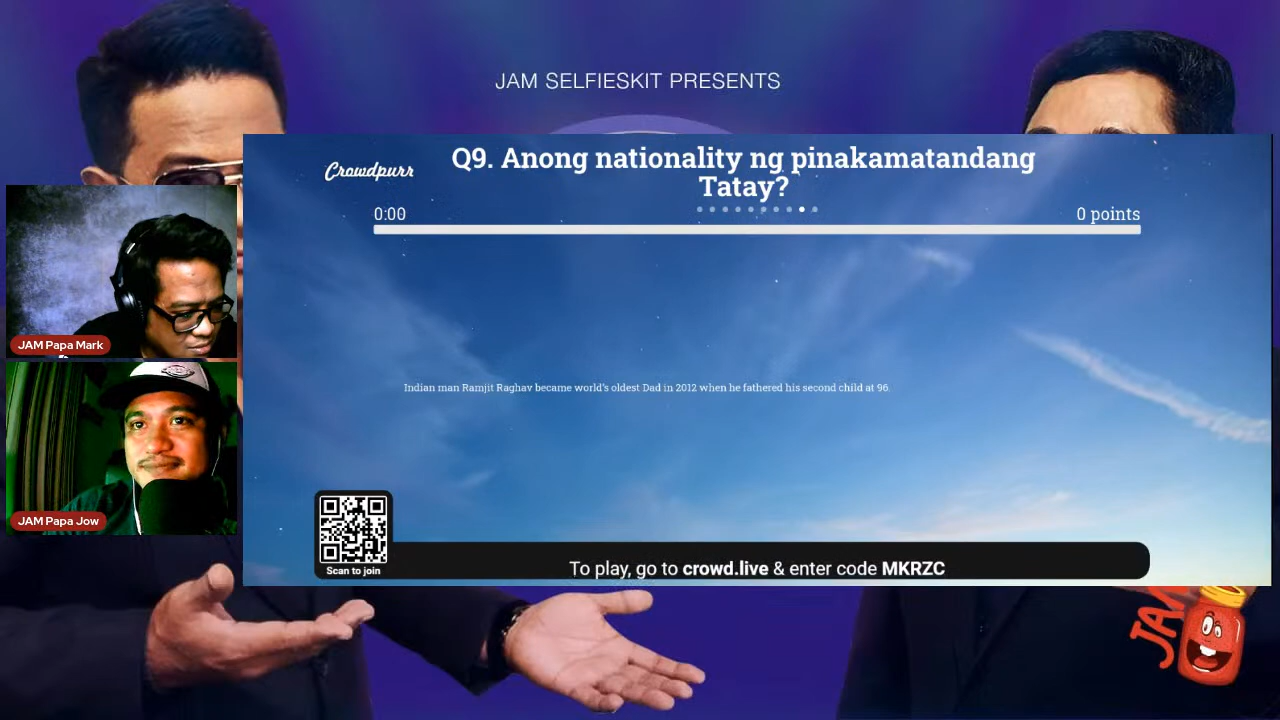 JAM SELFIESKIT PRESENTS
Crowdpurr
Q9. Anong nationality ng pinakamatandang
Tatay?
0:00
0 points
JAM Papa Mark
Indian man Ramjit Raghav became world's oldest Dad in 2012 when he fathered his second child at 96.
JAM Papa Jow
Scan to join
To play, go to crowd.live & enter code MKRZC
JAM